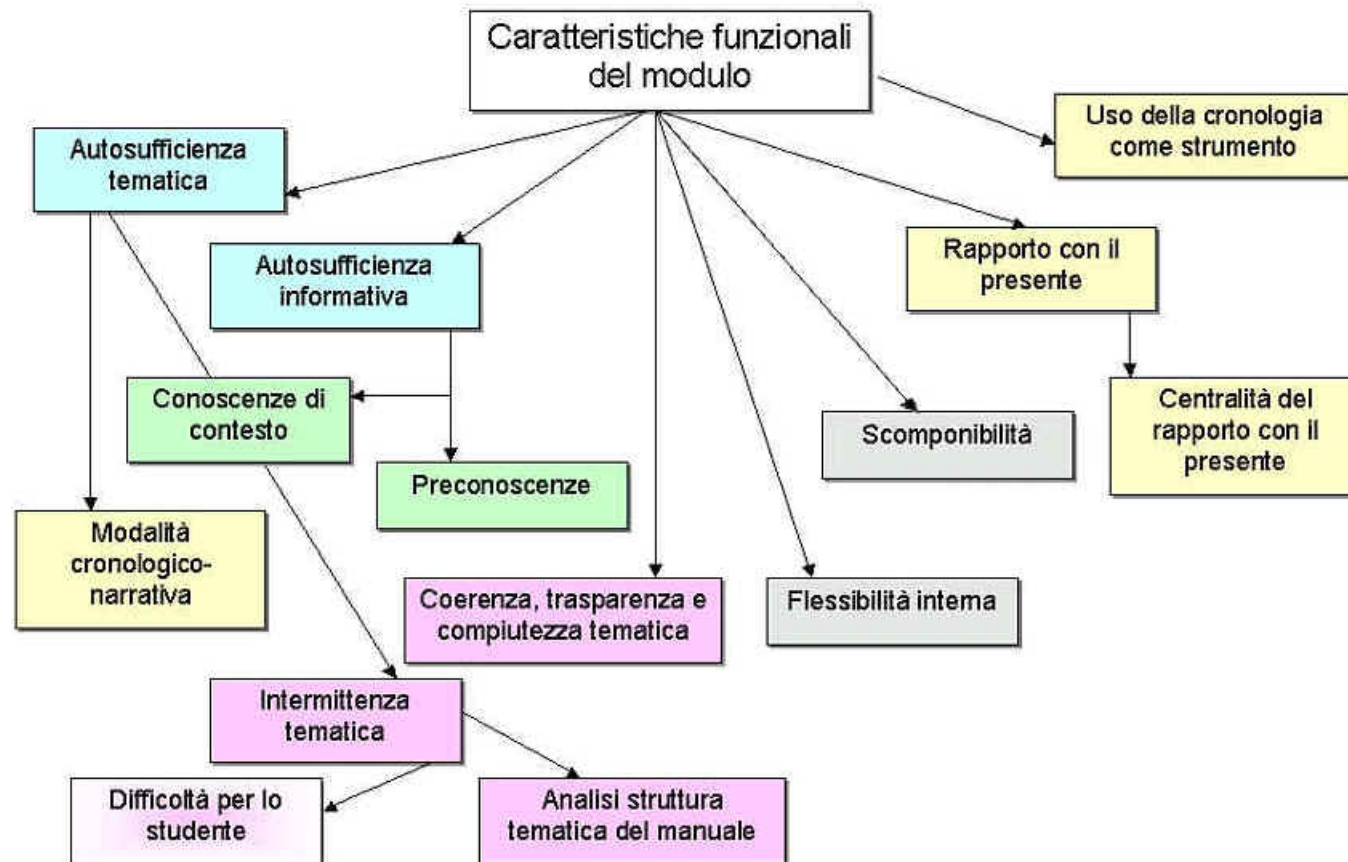 Caratteristiche funzionali
del modulo
Uso della cronologia
come strumento
Autosufficienza
tematica
Rapporto con il
presente
Autosufficienza
informativa
Conoscenze di
contesto
Centralità del
rapporto con il
presente
Scomponibilità
Preconoscenze
Modalità
cronologico-
narrativa
Coerenza, trasparenza e
compiutezza tematica
Flessibilità interna
Intermittenza
tematica
Difficoltà per lo
studente
Analisi struttura
tematica del manuale